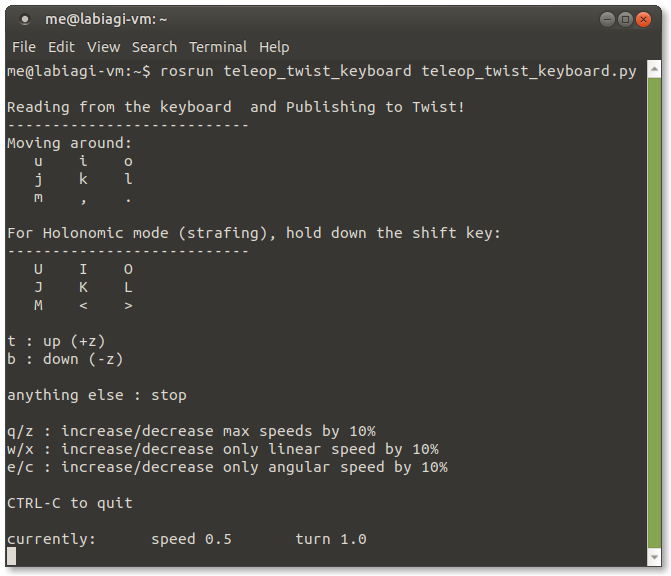 me@labiagi-vm: ~
File Edit View Search Terminal Help
me@labiagi-vm:~$ rosrun teleop_twist_keyboard teleop_twist_keyboard.py
Reading from the keyboard  and Publishing to Twist!
---------------------------
Moving around:
   u    i    o
   j    k    l
   m    ,    .
For Holonomic mode (strafing), hold down the shift key:
---------------------------
   U    I    O
   J    K    L
   M    <    >
t : up (+z)
b : down (-z)
anything else : stop
q/z : increase/decrease max speeds by 10%
w/x : increase/decrease only linear speed by 10%
e/c : increase/decrease only angular speed by 10%
CTRL-C to quit
currently:      speed 0.5       turn 1.0